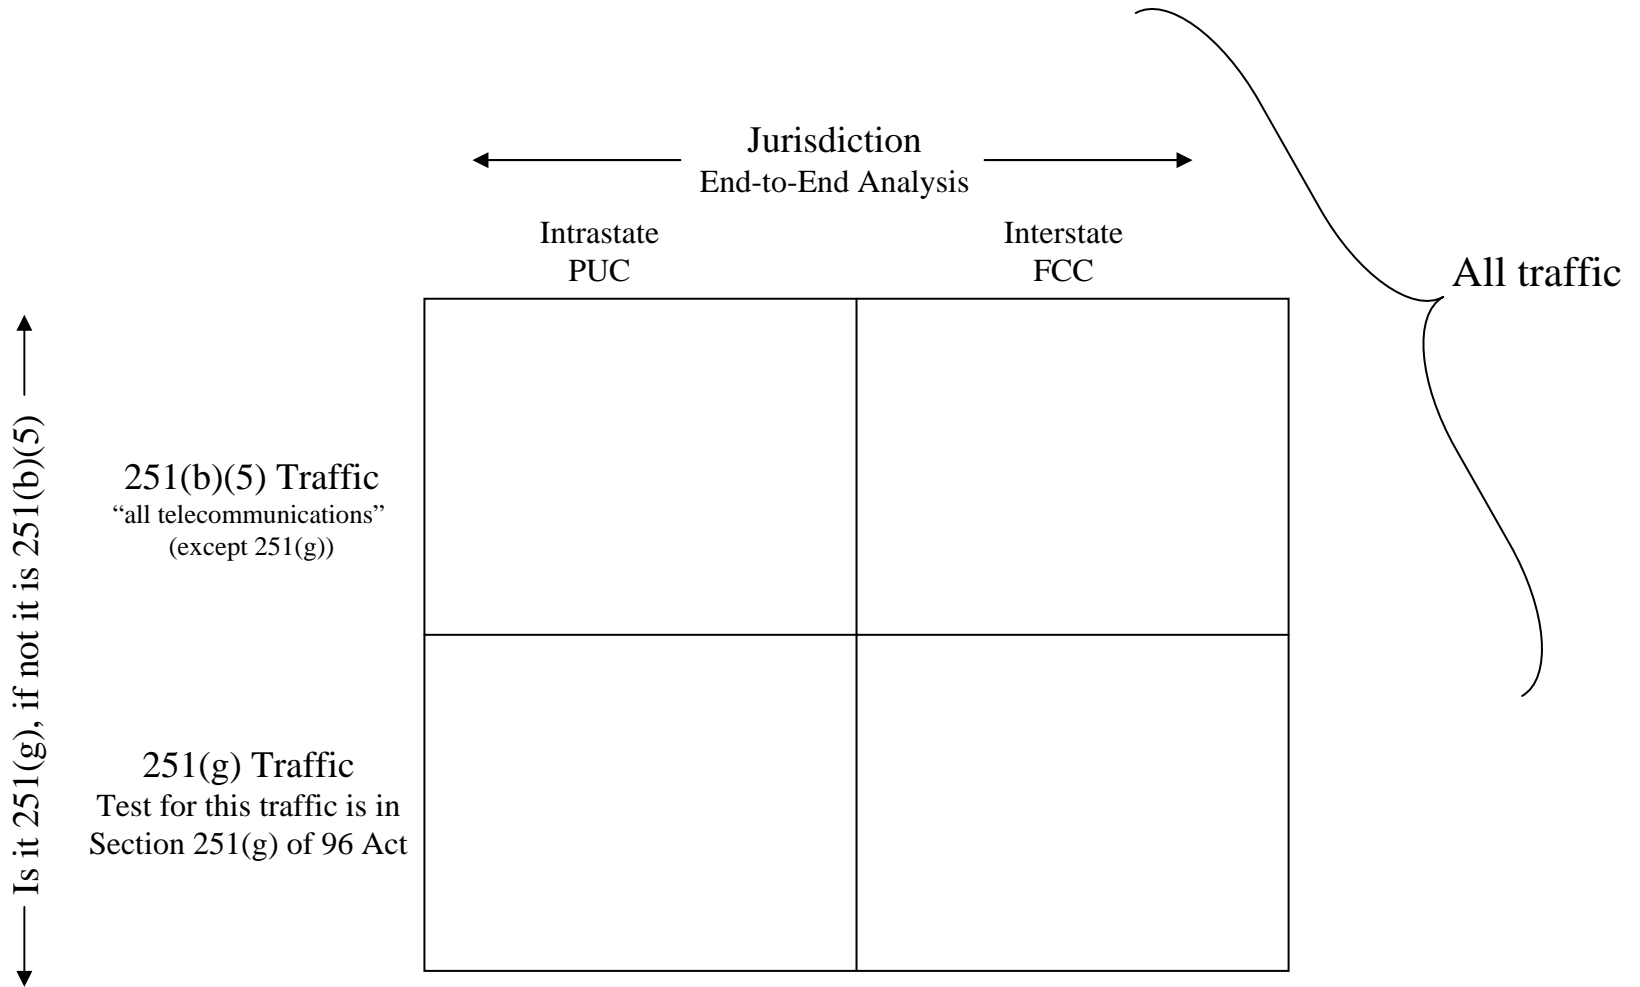 Jurisdiction
End-to-End Analysis
Intrastate
PUC
Interstate
FCC
All traffic
Is it 251(g), if not it is 251(b)(5)
251(b)(5) Traffic
“all telecommunications”
(except 251(g))
251(g) Traffic
Test for this traffic is in
Section 251(g) of 96 Act